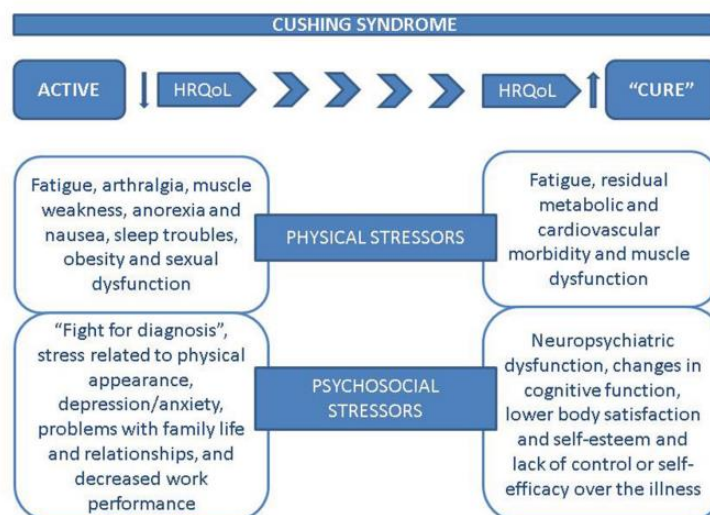 CUSHING SYNDROME
ACTIVE
HRQoL
HRQoL
“CURE”
Fatigue, arthralgia, muscle
weakness, anorexia and
nausea, sleep troubles,
obesity and sexual
dysfunction
PHYSICAL STRESSORS
Fatigue, residual
metabolic and
cardiovascular
morbidity and muscle
dysfunction
“Fight for diagnosis”,
stress related to physical
appearance,
depression/anxiety,
problems with family life
and relationships, and
decreased work
performance
PSYCHOSOCIAL
STRESSORS
Neuropsychiatric
dysfunction, changes in
cognitive function,
lower body satisfaction
and self-esteem and
lack of control or self-
efficacy over the illness